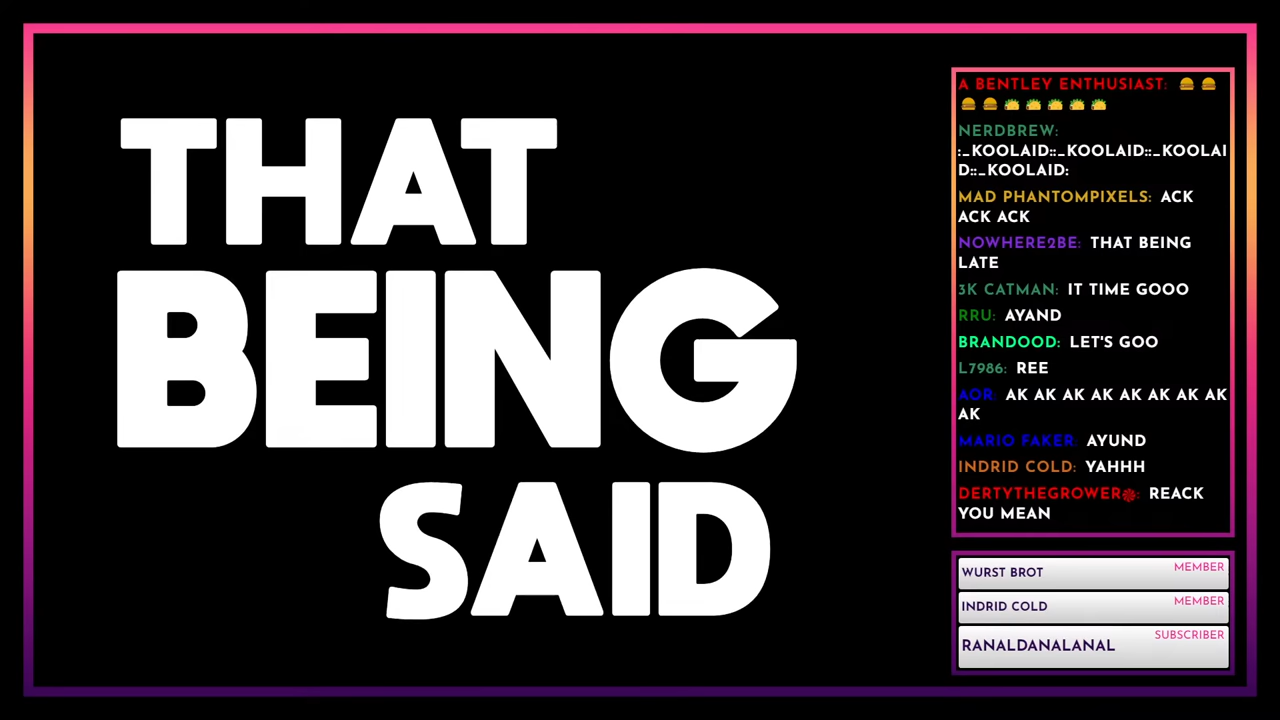 THAT
BEING
SAID
A BENTLEY ENTHUSIAST: 🍔 🍔
🍔 🍔 🌮 🌮 🌮 🌮 🌮
NERDBREW:
:_KOOLAID::_KOOLAID::_KOOLAI
D::_KOOLAID:
MAD PHANTOMPIXELS: ACK
ACK ACK
NOWHERE2BE: THAT BEING
LATE
3K CATMAN: IT TIME GOOO
RRU: AYAND
BRANDOOD: LET'S GOO
L7986: REE
AOR: AK AK AK AK AK AK AK AK
AK
MARIO FAKER: AYUND
INDRID COLD: YAHHH
DERTYTHEGROWER֍: REACK
YOU MEAN
WURST BROT MEMBER
INDRID COLD MEMBER
RANALDANALANAL SUBSCRIBER